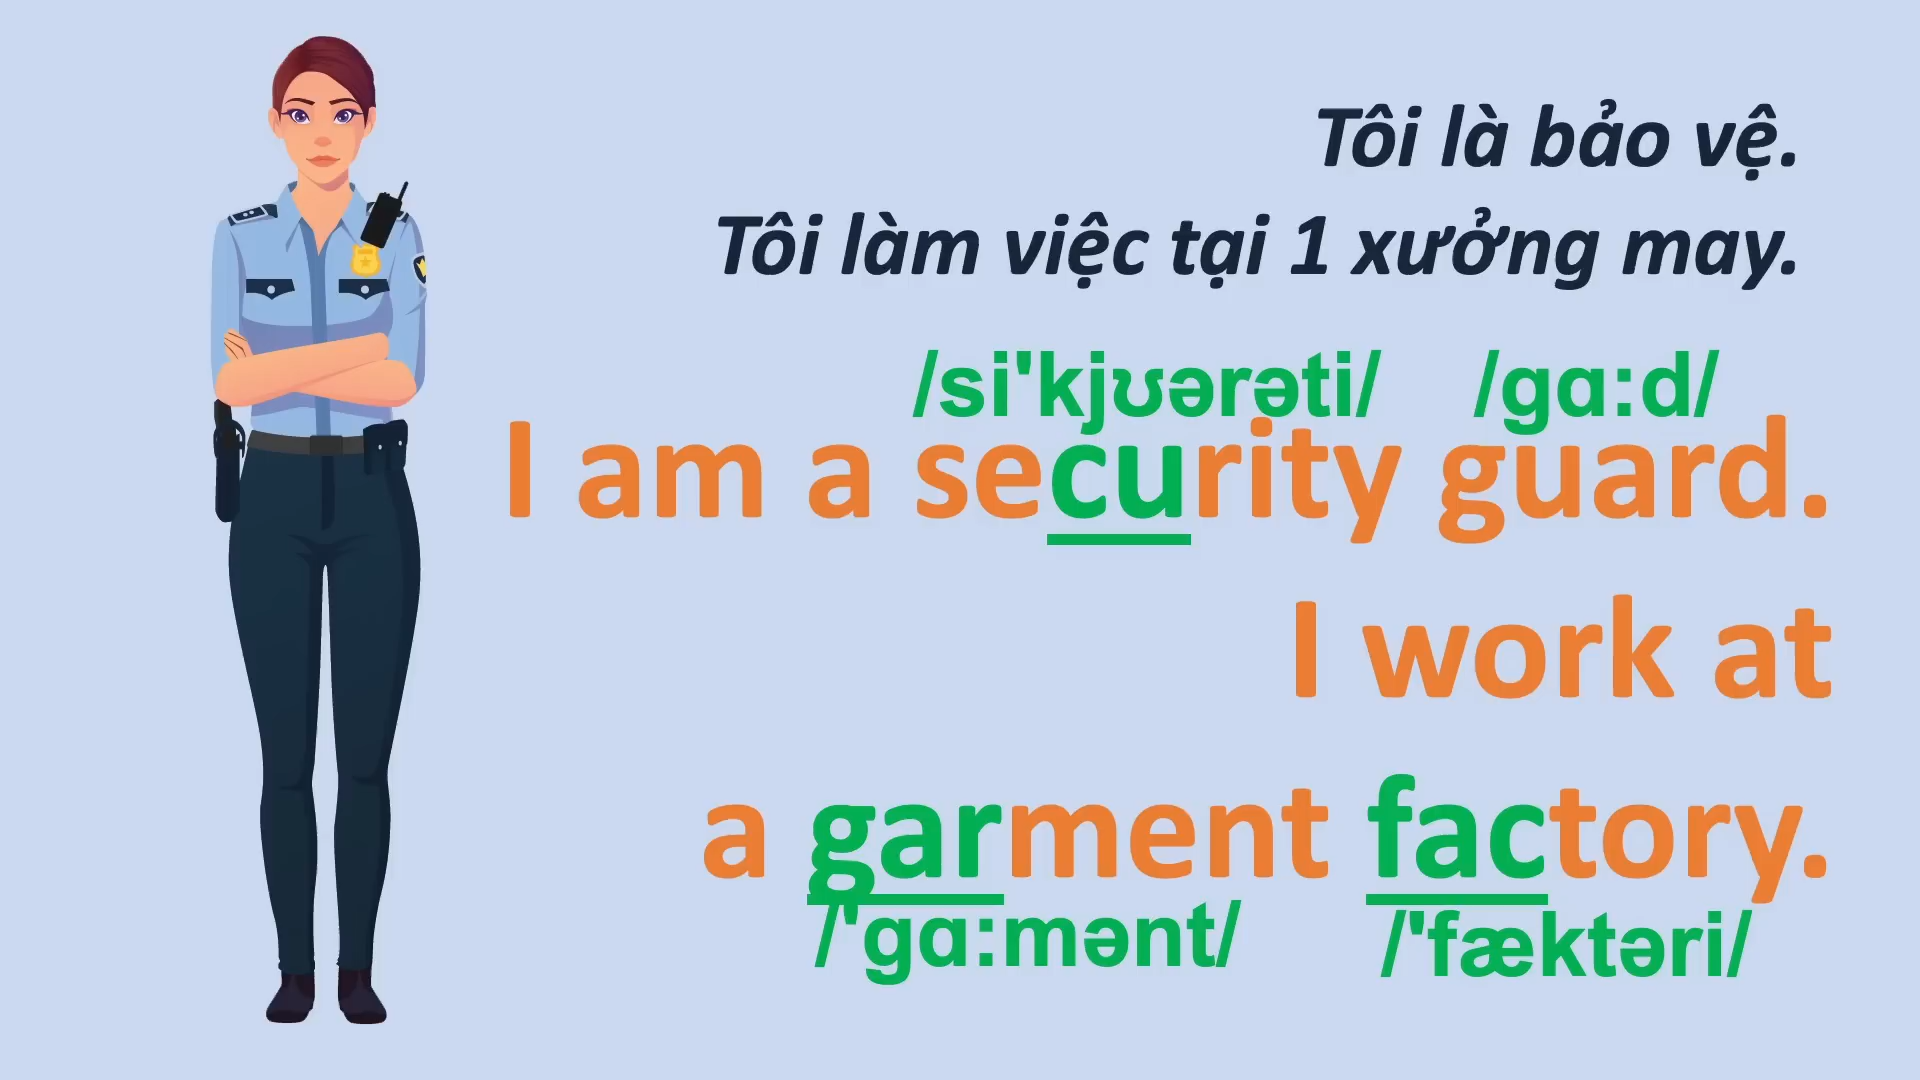 Tôi là bảo vệ.
Tôi làm việc tại 1 xưởng may.
/si'kjʊərəti/ /gɑ:d/
I am a security guard.
I work at
a garment factory.
/'gɑ:mənt/ /'fæktəri/